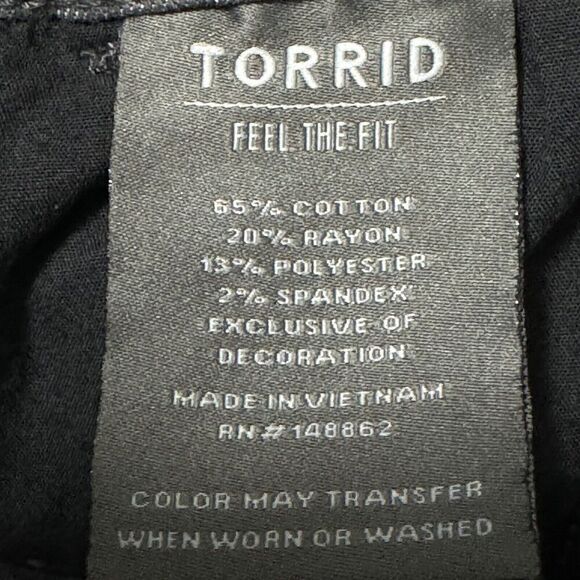 TORRID
FEEL THE FIT
65% COTTON
20% RAYON
13% POLYESTER
2% SPANDEX
EXCLUSIVE OF
DECORATION
MADE IN VIETNAM
RN#148862
COLOR MAY TRANSFER
WHEN WORN OR WASHED